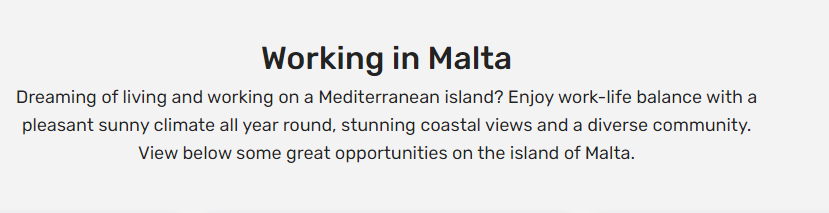 Working in Malta
Dreaming of living and working on a Mediterranean island? Enjoy work-life balance with a
pleasant sunny climate all year round, stunning coastal views and a diverse community.
View below some great opportunities on the island of Malta.